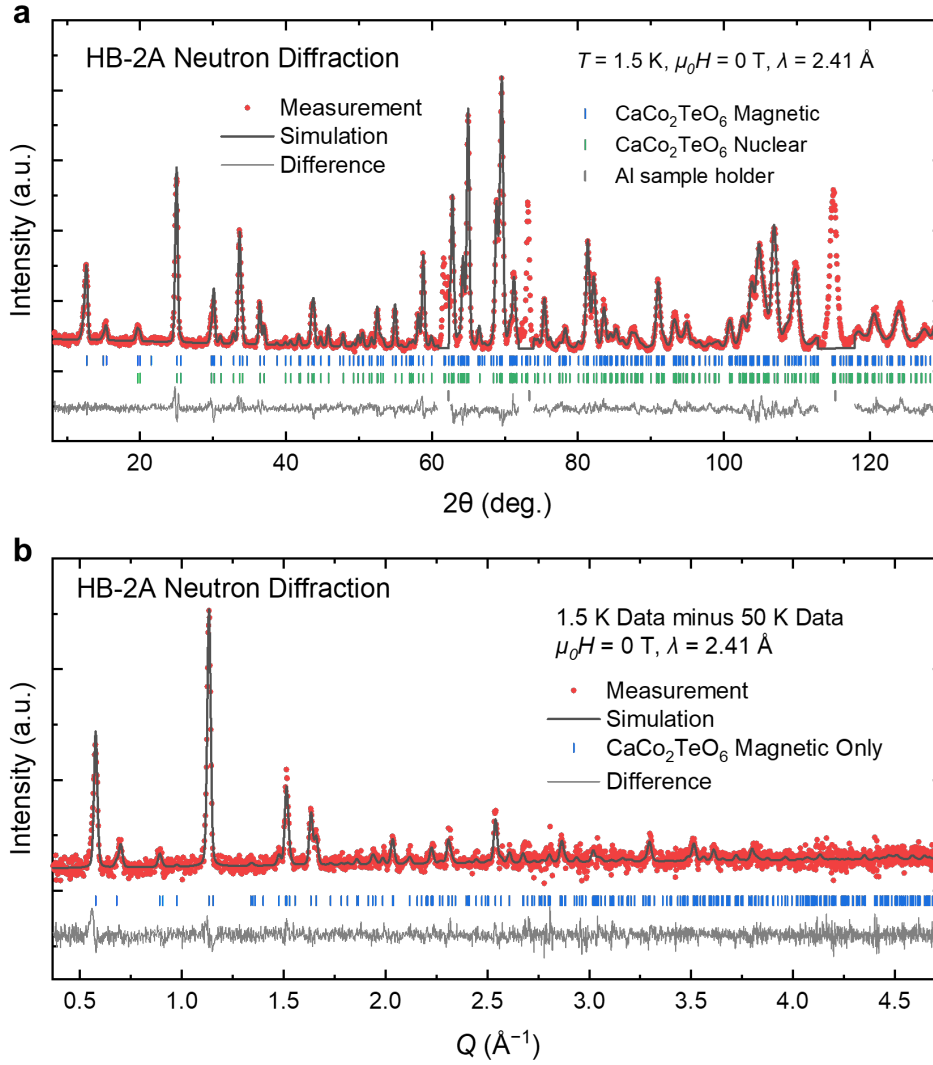 a
HB-2A Neutron Diffraction
T = 1.5 K, μ₀H = 0 T, λ = 2.41 Å
Measurement
Simulation
Difference
CaCo₂TeO₆ Magnetic
CaCo₂TeO₆ Nuclear
Al sample holder
Intensity (a.u.)
20 40 60 80 100 120
2θ (deg.)
b
HB-2A Neutron Diffraction
1.5 K Data minus 50 K Data
μ₀H = 0 T, λ = 2.41 Å
Measurement
Simulation
CaCo₂TeO₆ Magnetic Only
Difference
Intensity (a.u.)
0.5 1.0 1.5 2.0 2.5 3.0 3.5 4.0 4.5
Q (Å⁻¹)